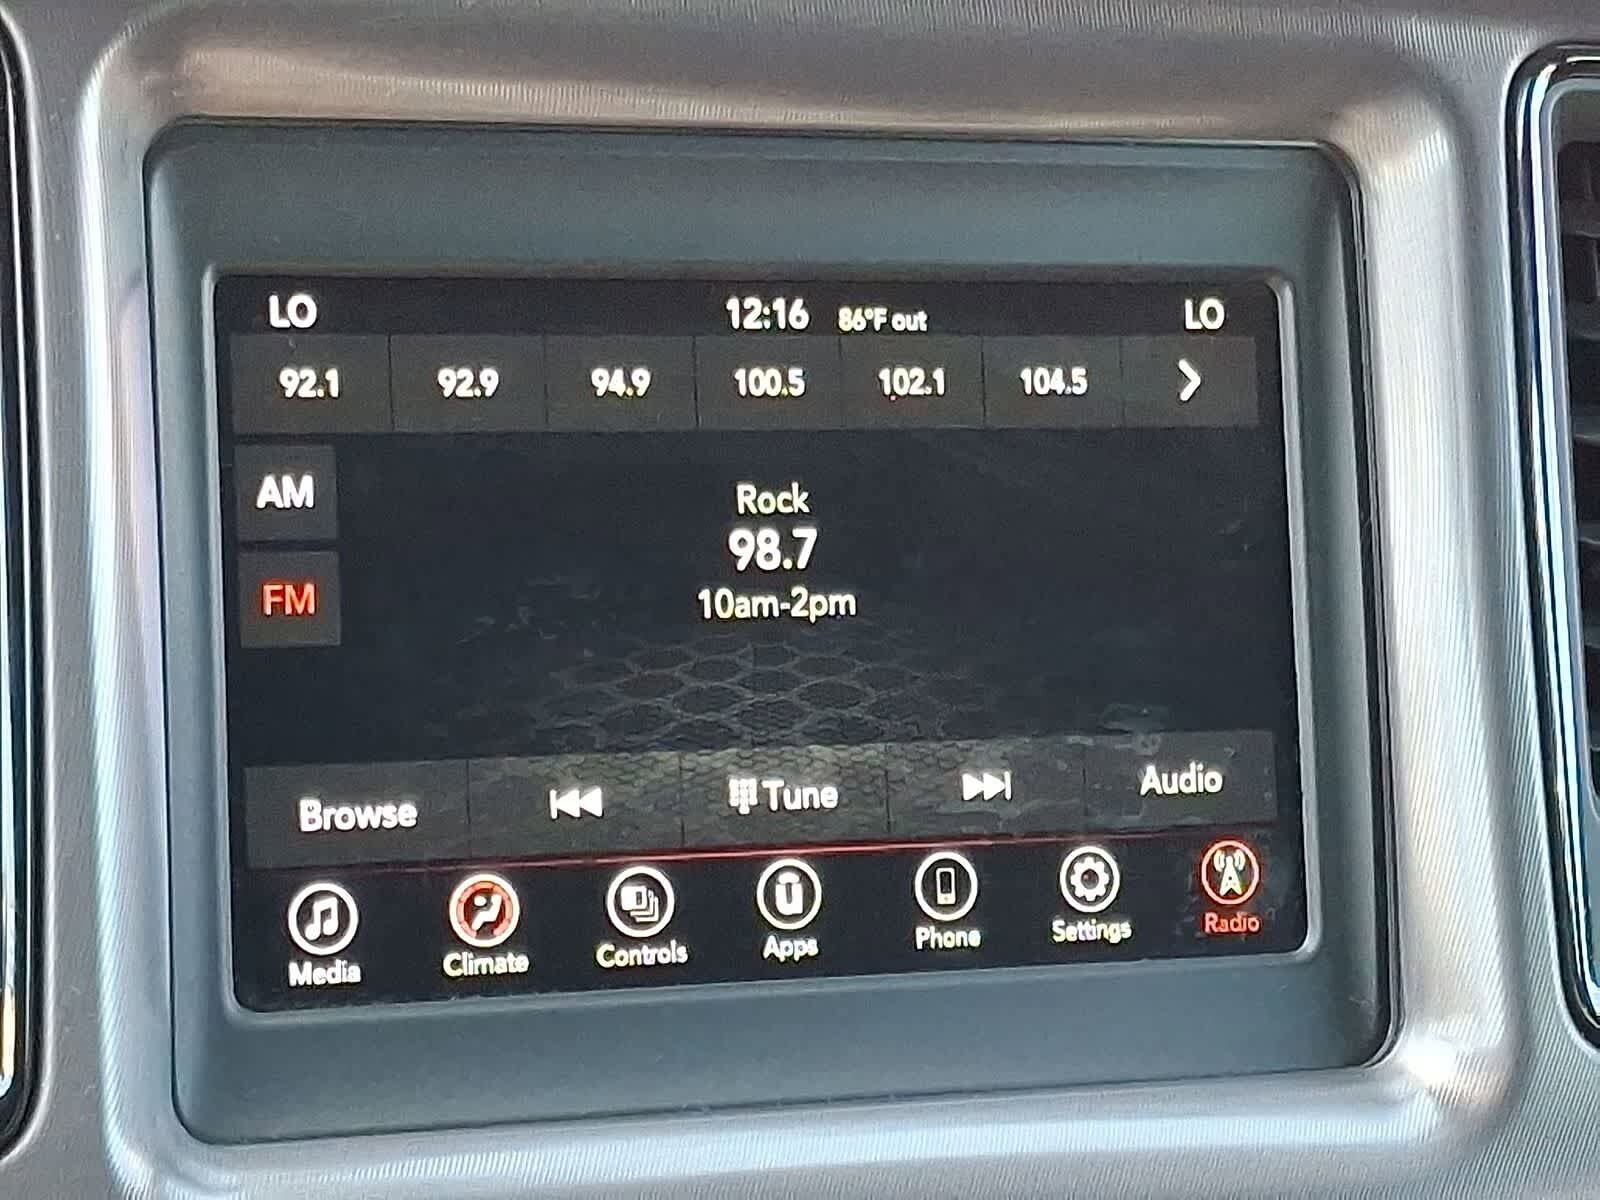 LO 12:16 86°F out LO
92.1 92.9 94.9 100.5 102.1 104.5
AM
Rock
98.7
FM
10am-2pm
Browse Tune Audio
Media Climate Controls Apps Phone Settings Radio